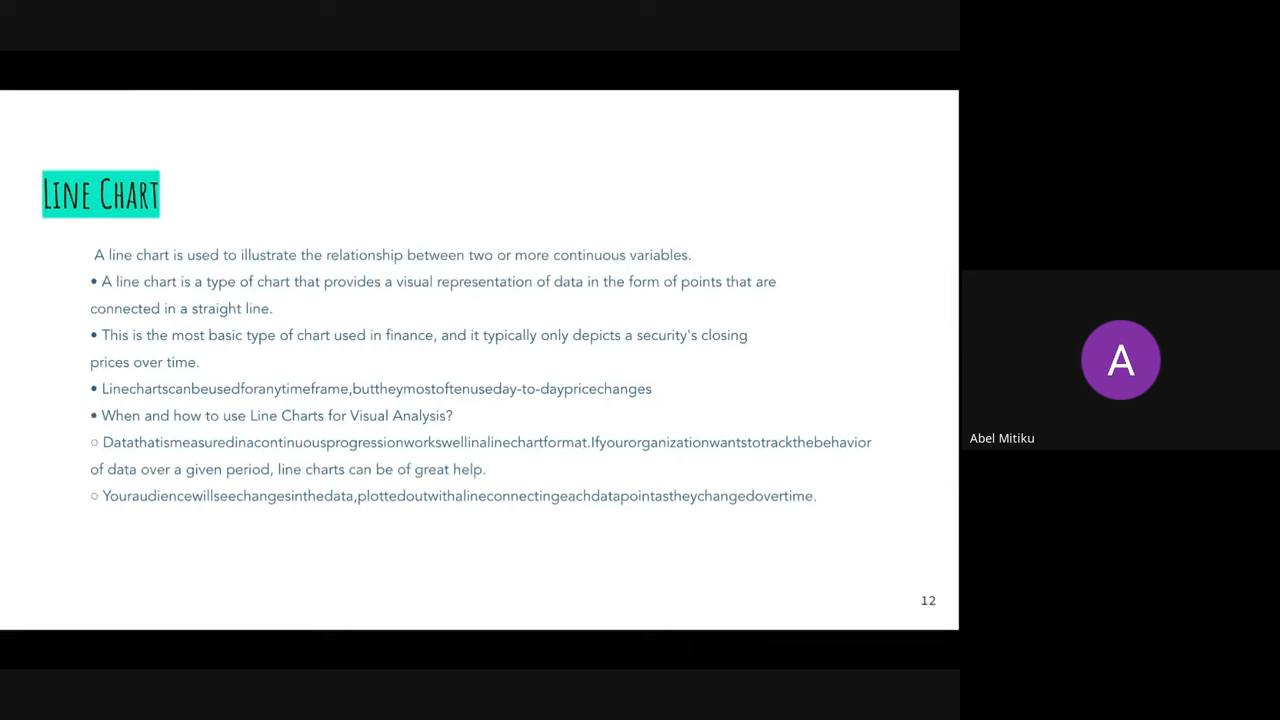 LINE CHART
A line chart is used to illustrate the relationship between two or more continuous variables.
• A line chart is a type of chart that provides a visual representation of data in the form of points that are
connected in a straight line.
• This is the most basic type of chart used in finance, and it typically only depicts a security's closing
prices over time.
• Linechartscanbeusedforanytimeframe,buttheymostoftenuseday-to-daypricechanges
• When and how to use Line Charts for Visual Analysis?
○ Datathatismeasuredinacontinuousprogressionworkswellinalinechartformat.Ifyourorganizationwantstotrackthebehavior
of data over a given period, line charts can be of great help.
○ Youraudiencewillseechangesinthedata,plottedoutwithalineconnectingeachdatapointastheychangedovertime.
12
A
Abel Mitiku